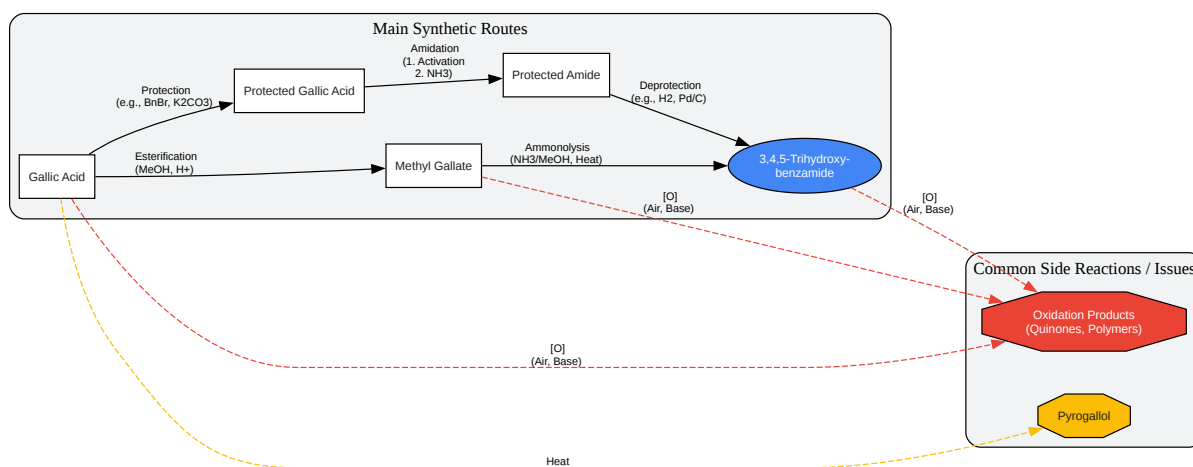 Main Synthetic Routes
Amidation
(1. Activation
2. NH3)
Protection
(e.g., BnBr, K2CO3)
Protected Gallic Acid
Protected Amide
Deprotection
(e.g., H2, Pd/C)
Gallic Acid
Esterification
(MeOH, H+)
Methyl Gallate
Ammonolysis
(NH3/MeOH, Heat)
3,4,5-Trihydroxy-
benzamide
[O]
(Air, Base)
[O]
(Air, Base)
Common Side Reactions / Issues
Oxidation Products
(Quinones, Polymers)
[O]
(Air, Base)
Pyrogallol
Heat